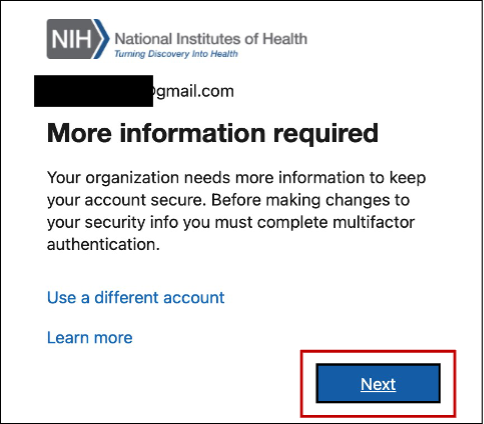 NIH National Institutes of Health
Turning Discovery Into Health
@gmail.com
More information required
Your organization needs more information to keep
your account secure. Before making changes to
your security info you must complete multifactor
authentication.
Use a different account
Learn more
Next